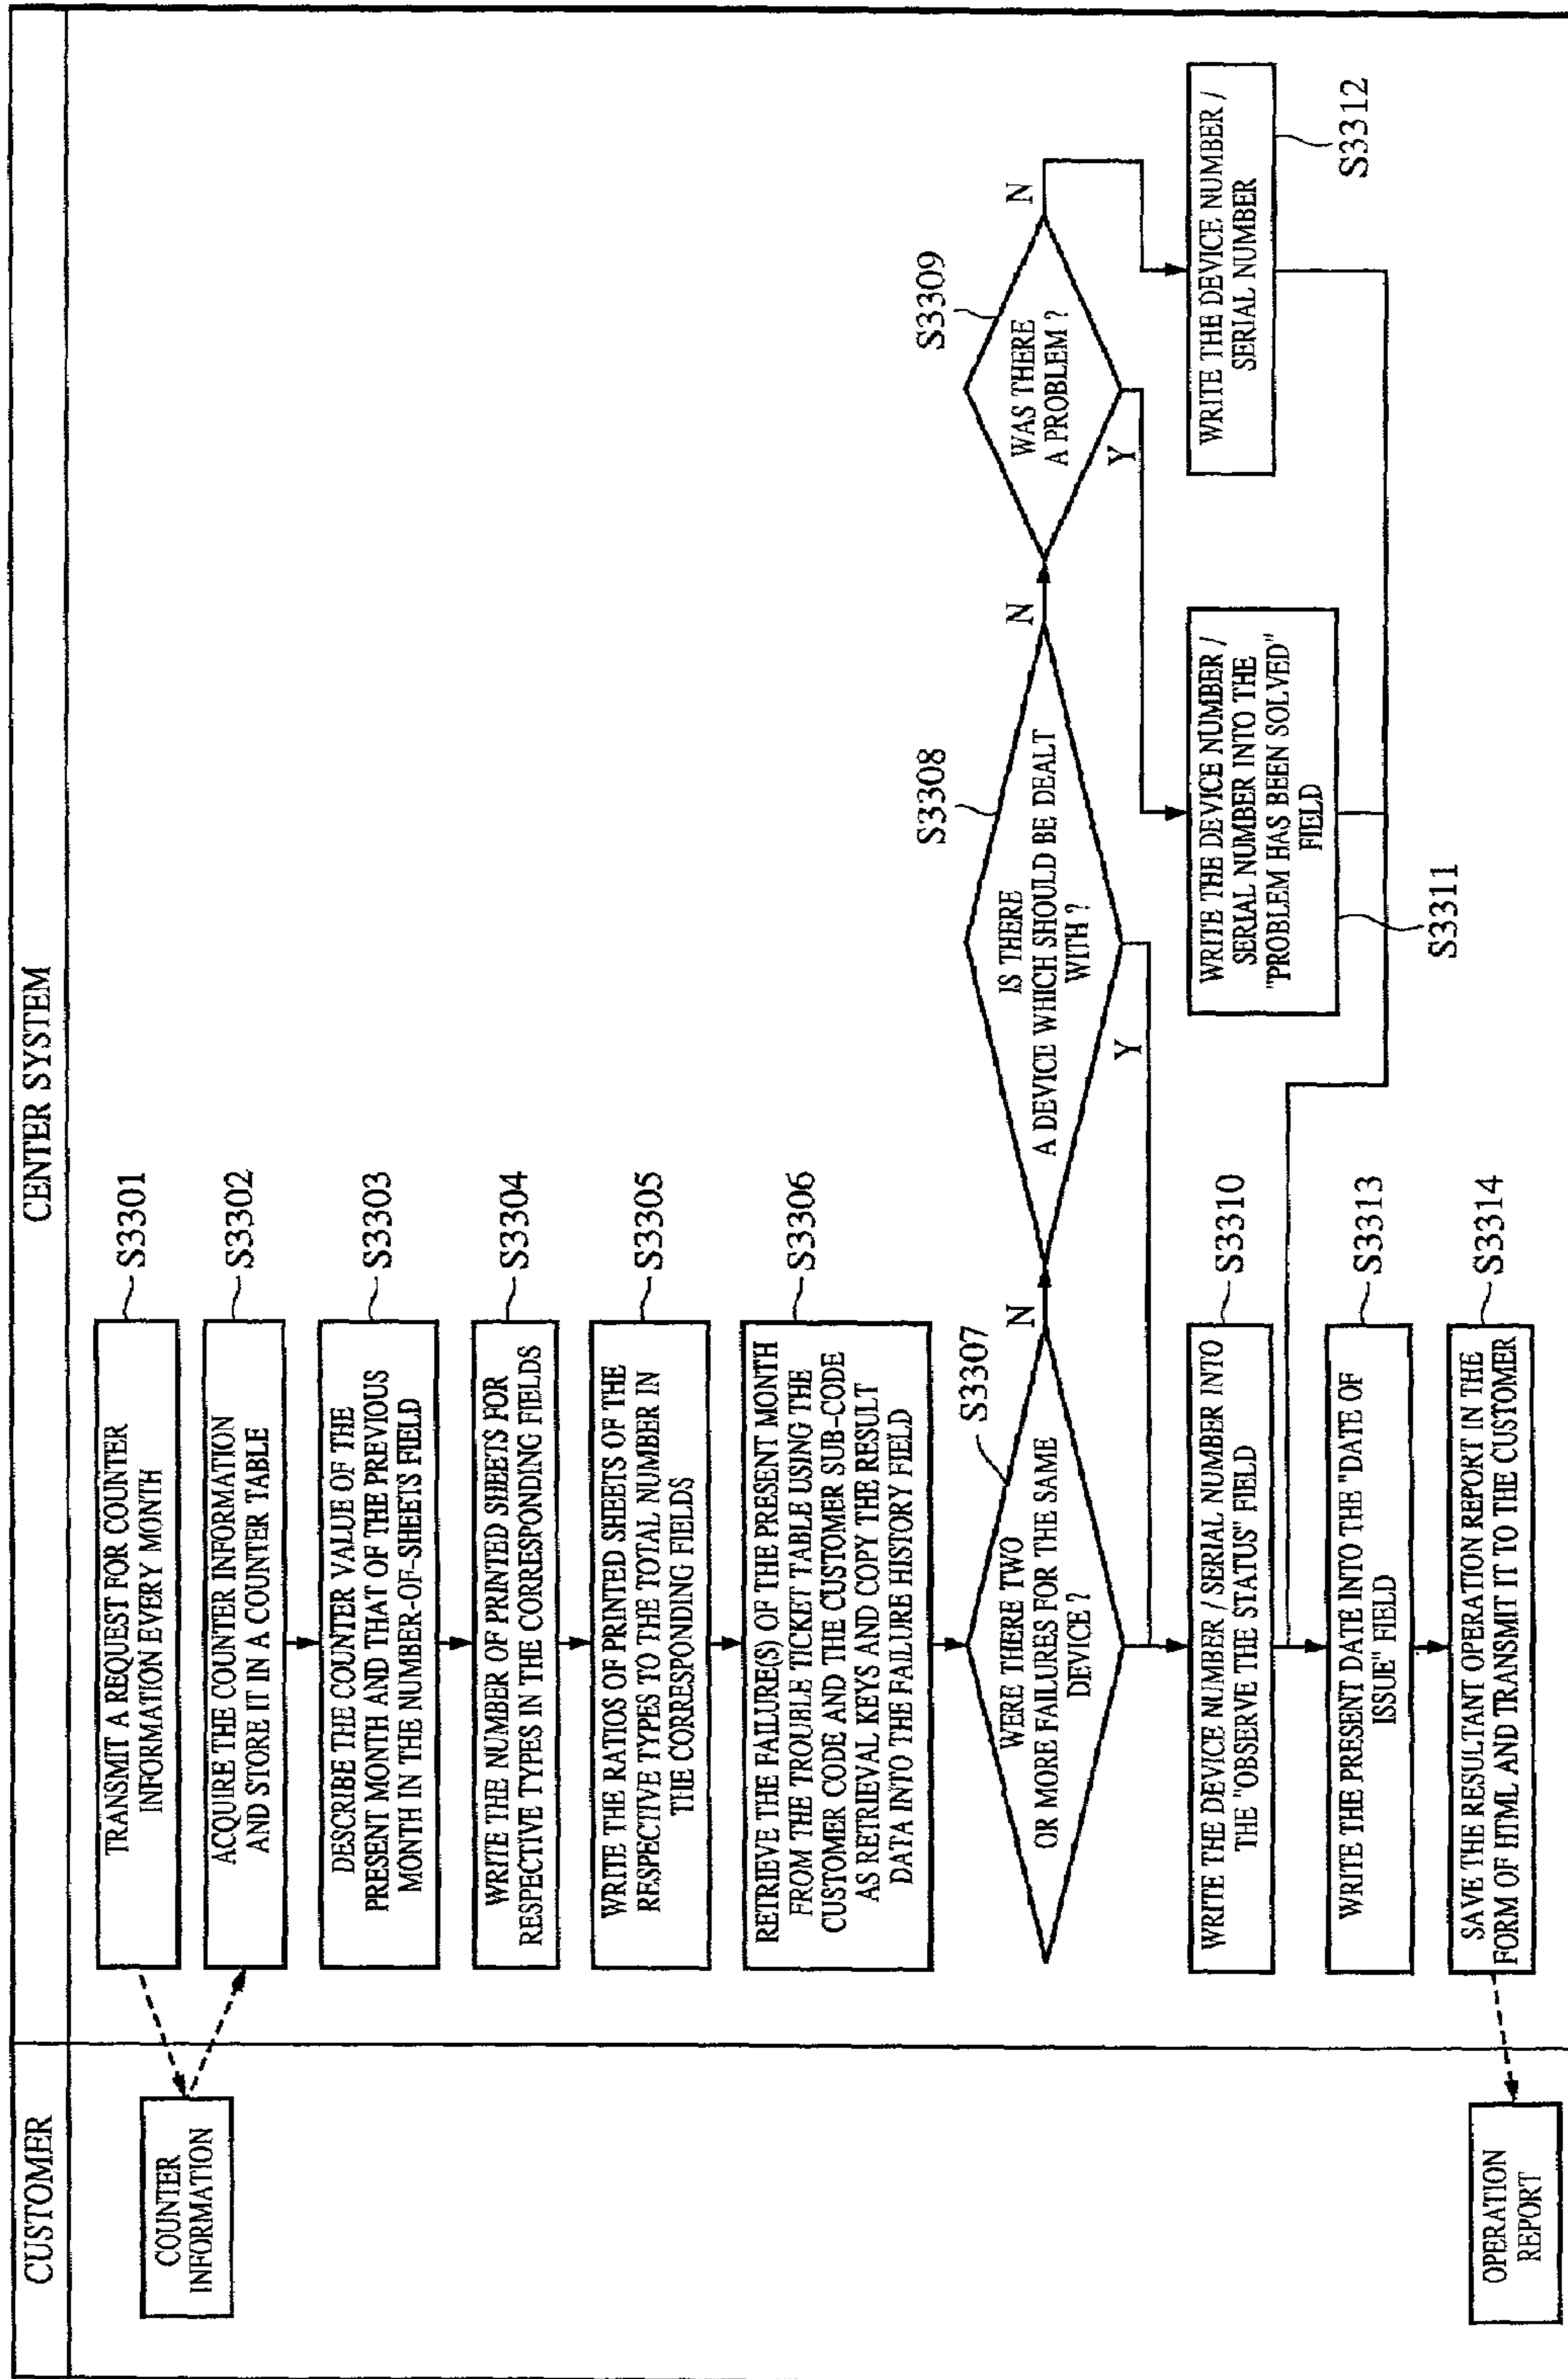 CUSTOMER
CENTER SYSTEM
COUNTER
INFORMATION
TRANSMIT A REQUEST FOR COUNTER
INFORMATION EVERY MONTH
S3301
ACQUIRE THE COUNTER INFORMATION
AND STORE IT IN A COUNTER TABLE
S3302
DESCRIBE THE COUNTER VALUE OF THE
PRESENT MONTH AND THAT OF THE PREVIOUS
MONTH IN THE NUMBER-OF-SHEETS FIELD
S3303
WRITE THE NUMBER OF PRINTED SHEETS FOR
RESPECTIVE TYPES IN THE CORRESPONDING FIELDS
S3304
WRITE THE RATIOS OF PRINTED SHEETS OF THE
RESPECTIVE TYPES TO THE TOTAL NUMBER IN
THE CORRESPONDING FIELDS
S3305
RETRIEVE THE FAILURE(S) OF THE PRESENT MONTH
FROM THE TROUBLE TICKET TABLE USING THE
CUSTOMER CODE AND THE CUSTOMER SUB-CODE
AS RETRIEVAL KEYS AND COPY THE RESULT
DATA INTO THE FAILURE HISTORY FIELD
S3306
WERE THERE TWO
OR MORE FAILURES FOR THE SAME
DEVICE ?
S3307
N
IS THERE
A DEVICE WHICH SHOULD BE DEALT
WITH ?
S3308
N
Y
WAS THERE
A PROBLEM ?
S3309
N
Y
WRITE THE DEVICE NUMBER / SERIAL NUMBER INTO
THE "OBSERVE THE STATUS" FIELD
S3310
WRITE THE DEVICE NUMBER /
SERIAL NUMBER INTO THE
"PROBLEM HAS BEEN SOLVED"
FIELD
S3311
WRITE THE DEVICE NUMBER /
SERIAL NUMBER
S3312
WRITE THE PRESENT DATE INTO THE "DATE OF
ISSUE" FIELD
S3313
SAVE THE RESULTANT OPERATION REPORT IN THE
FORM OF HTML AND TRANSMIT IT TO THE CUSTOMER
S3314
OPERATION
REPORT